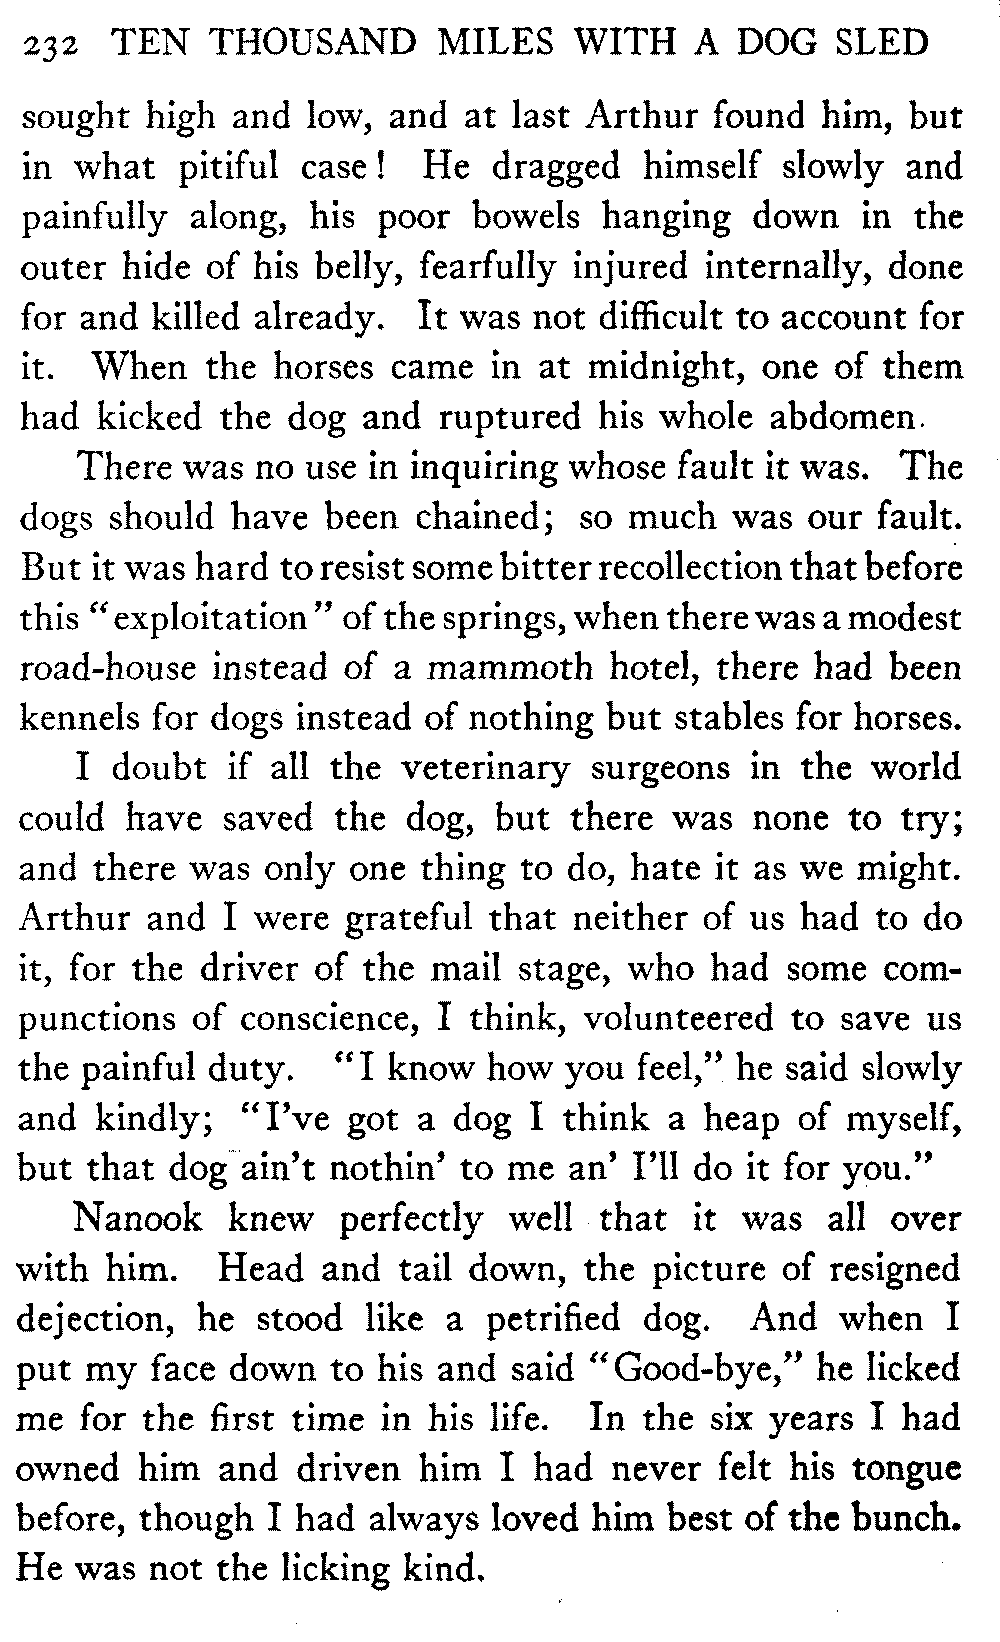 232 TEN THOUSAND MILES WITH A DOG SLED
sought high and low, and at last Arthur found him, but
in what pitiful case! He dragged himself slowly and
painfully along, his poor bowels hanging down in the
outer hide of his belly, fearfully injured internally, done
for and killed already. It was not difficult to account for
it. When the horses came in at midnight, one of them
had kicked the dog and ruptured his whole abdomen.
There was no use in inquiring whose fault it was. The
dogs should have been chained; so much was our fault.
But it was hard to resist some bitter recollection that before
this "exploitation" of the springs, when there was a modest
road-house instead of a mammoth hotel, there had been
kennels for dogs instead of nothing but stables for horses.
I doubt if all the veterinary surgeons in the world
could have saved the dog, but there was none to try;
and there was only one thing to do, hate it as we might.
Arthur and I were grateful that neither of us had to do
it, for the driver of the mail stage, who had some com-
punctions of conscience, I think, volunteered to save us
the painful duty. "I know how you feel," he said slowly
and kindly; "I've got a dog I think a heap of myself,
but that dog ain't nothin' to me an' I'll do it for you."
Nanook knew perfectly well that it was all over
with him. Head and tail down, the picture of resigned
dejection, he stood like a petrified dog. And when I
put my face down to his and said "Good-bye," he licked
me for the first time in his life. In the six years I had
owned him and driven him I had never felt his tongue
before, though I had always loved him best of the bunch.
He was not the licking kind.